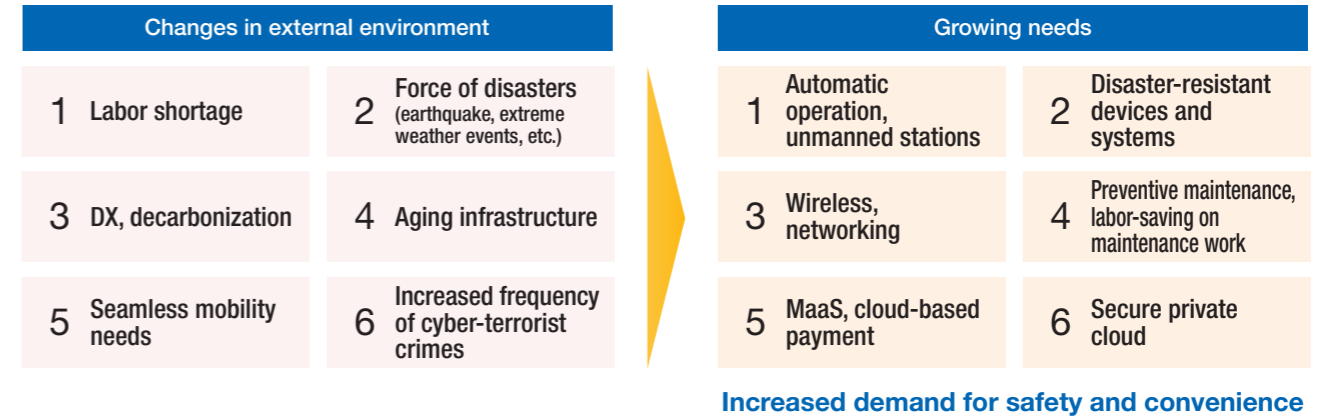 Changes in external environment
1 Labor shortage
2 Force of disasters
(earthquake, extreme
weather events, etc.)
3 DX, decarbonization
4 Aging infrastructure
5 Seamless mobility
needs
6 Increased frequency
of cyber-terrorist
crimes
Growing needs
1 Automatic
operation,
unmanned stations
2 Disaster-resistant
devices and
systems
3 Wireless,
networking
4 Preventive maintenance,
labor-saving on
maintenance work
5 MaaS, cloud-based
payment
6 Secure private
cloud
Increased demand for safety and convenience